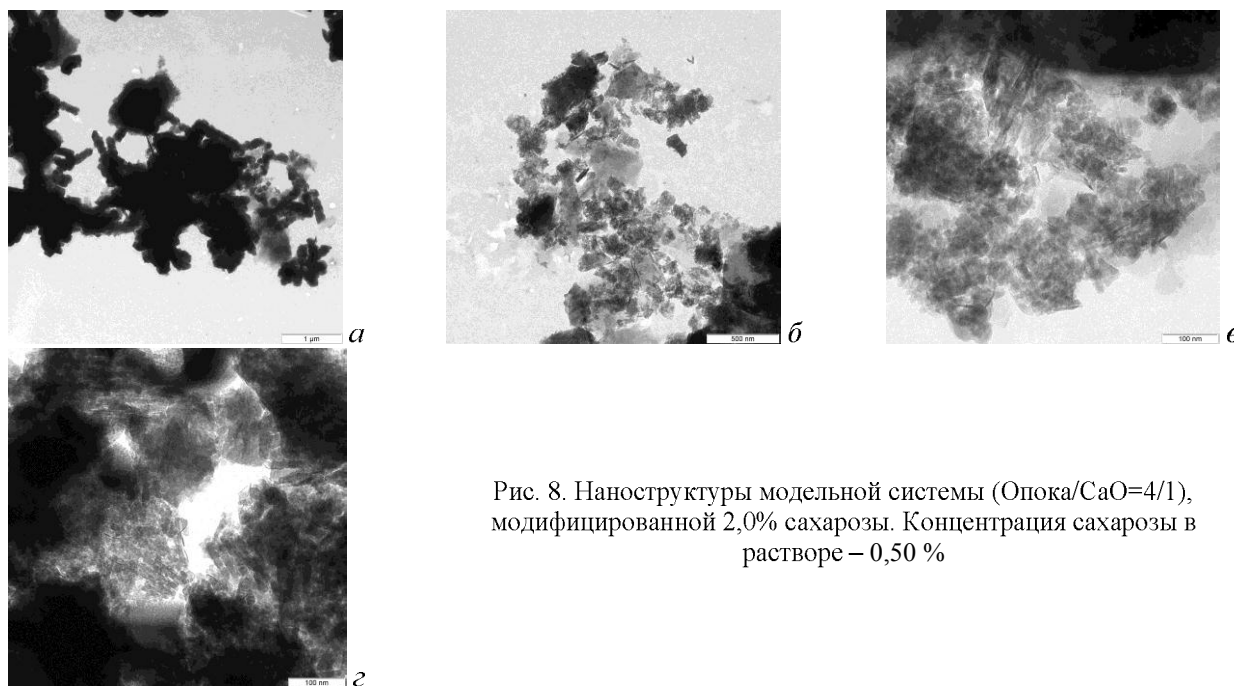 1 µm
а
500 nm
б
100 nm
в
100 nm
г
Рис. 8. Наноструктуры модельной системы (Опока/CaO=4/1),
модифицированной 2,0% сахарозы. Концентрация сахарозы в
растворе – 0,50 %